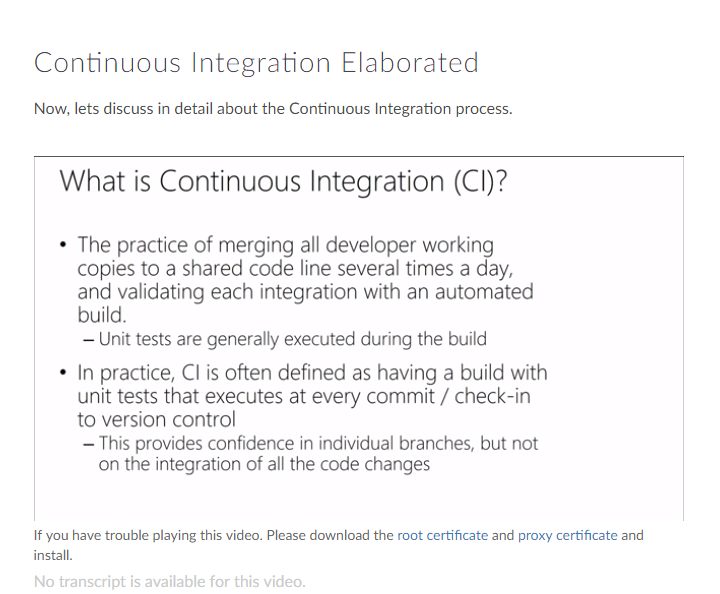 Continuous Integration Elaborated
Now, lets discuss in detail about the Continuous Integration process.
What is Continuous Integration (CI)?
• The practice of merging all developer working
copies to a shared code line several times a day,
and validating each integration with an automated
build.
– Unit tests are generally executed during the build
• In practice, CI is often defined as having a build with
unit tests that executes at every commit / check-in
to version control
– This provides confidence in individual branches, but not
on the integration of all the code changes
If you have trouble playing this video. Please download the root certificate and proxy certificate and
install.
No transcript is available for this video.